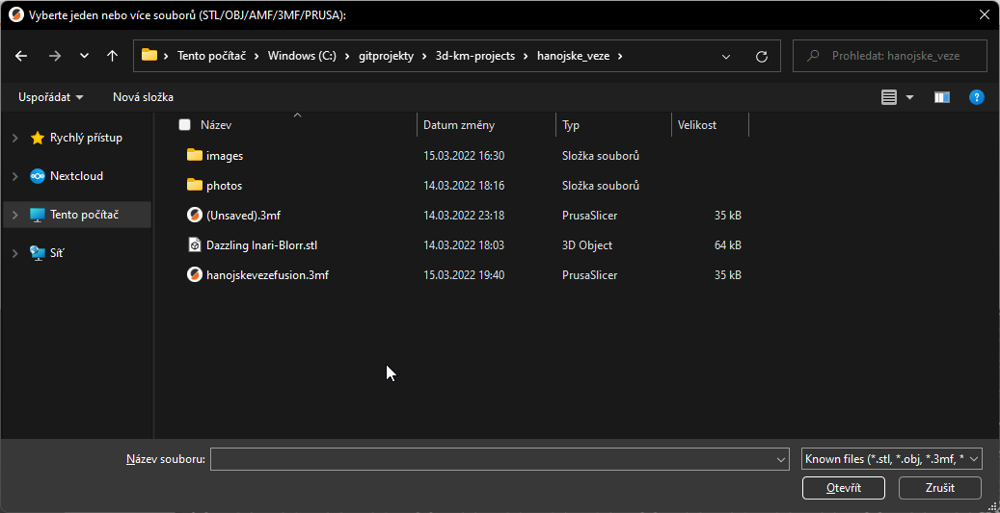 Vyberte jeden nebo více souborů (STL/OBJ/AMF/3MF/PRUSA):
Tento počítač > Windows (C:) > gitprojekty > 3d-km-projects > hanojske_veze >
Prohledat: hanojske_veze
Uspořádat Nová složka
Rychlý přístup
Nextcloud
Tento počítač
Síť
Název Datum změny Typ Velikost
images 15.03.2022 16:30 Složka souborů
photos 14.03.2022 18:16 Složka souborů
(Unsaved).3mf 14.03.2022 23:18 PrusaSlicer 35 kB
Dazzling Inari-Blorr.stl 14.03.2022 18:03 3D Object 64 kB
hanojskevezefusion.3mf 15.03.2022 19:40 PrusaSlicer 35 kB
Název souboru:
Known files (*.stl, *.obj, *.3mf, *
Otevřít Zrušit